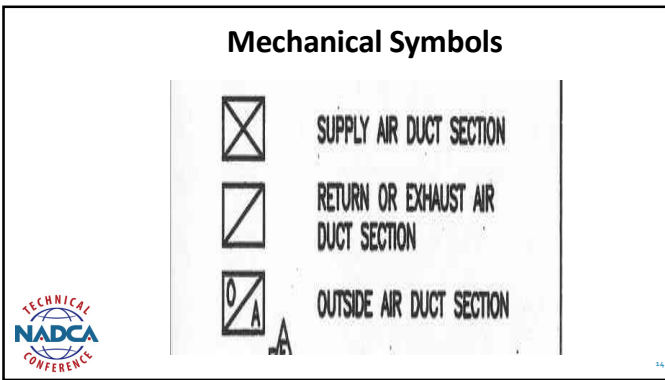 Mechanical Symbols
SUPPLY AIR DUCT SECTION
RETURN OR EXHAUST AIR
DUCT SECTION
O/A
OUTSIDE AIR DUCT SECTION
TECHNICAL
NADCA
CONFERENCE
14